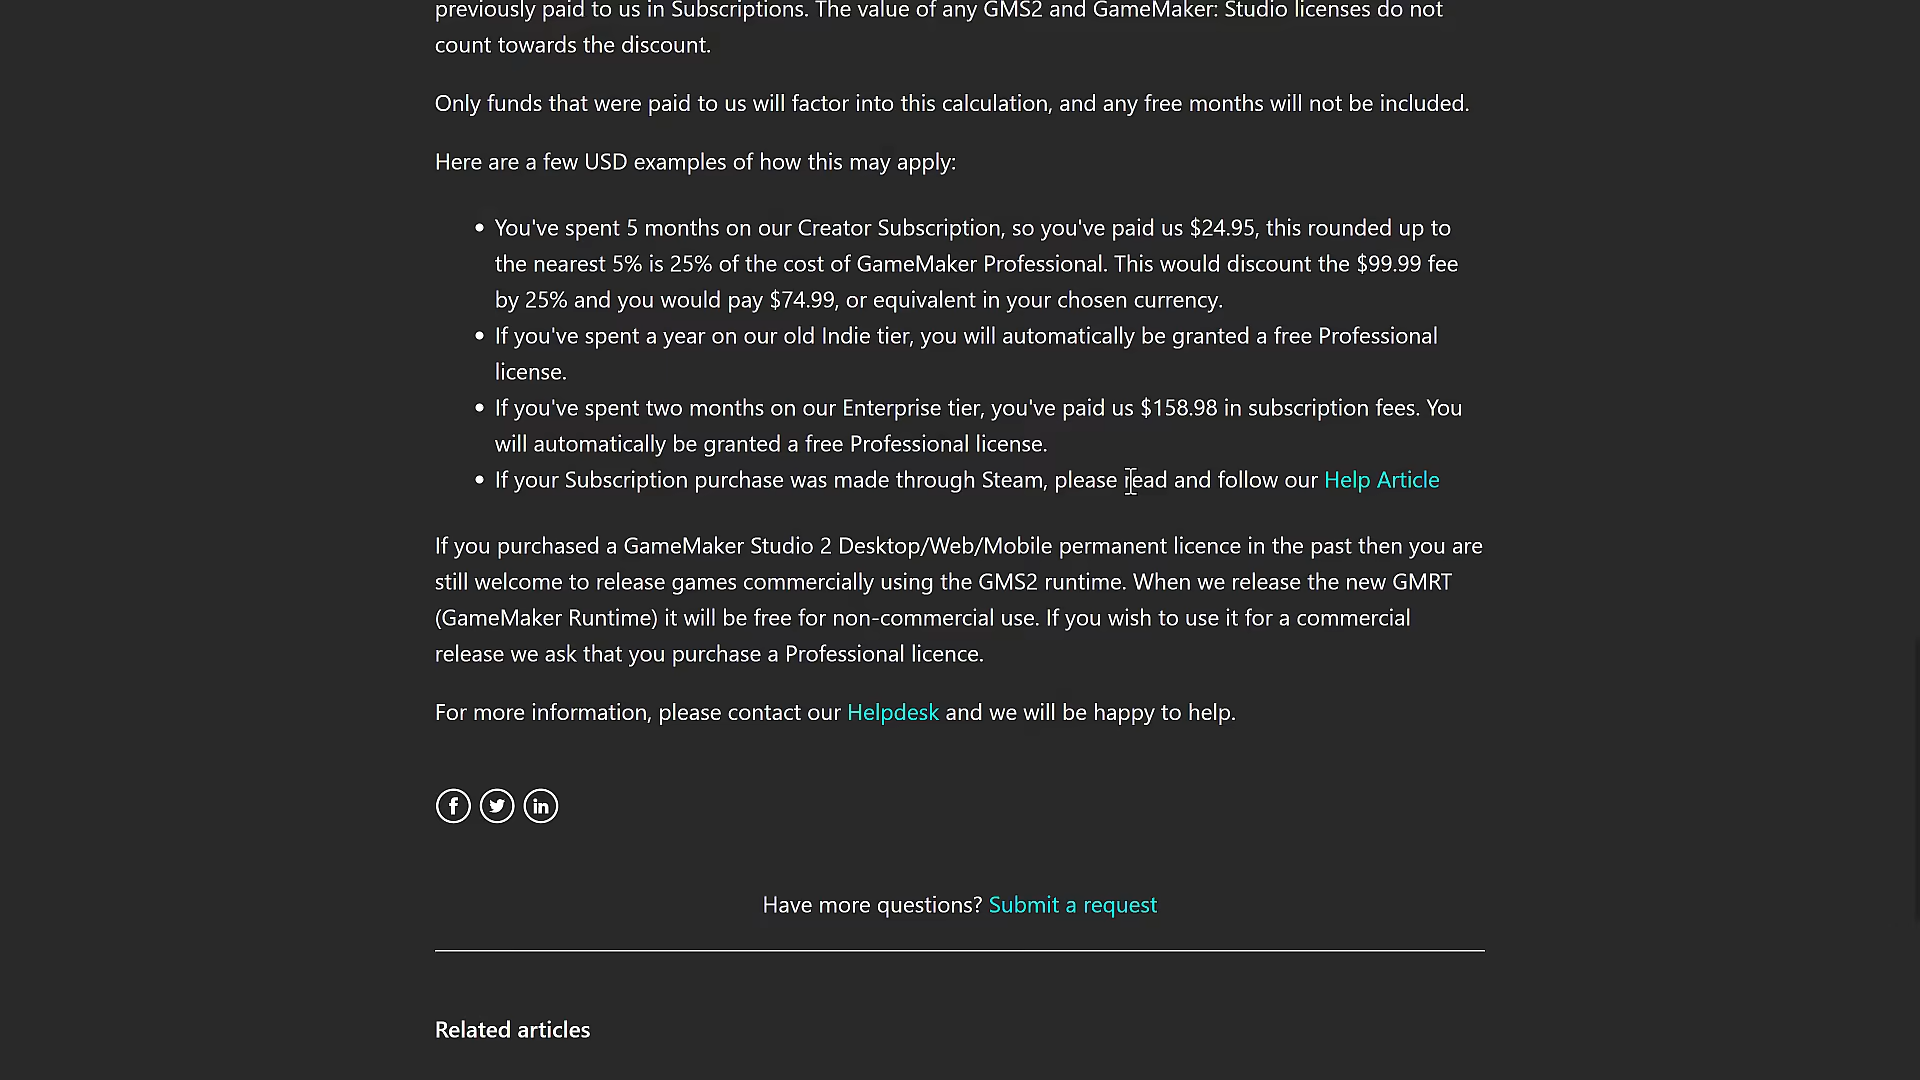 previously paid to us in Subscriptions. The value of any GMS2 and GameMaker: Studio licenses do not
count towards the discount.
Only funds that were paid to us will factor into this calculation, and any free months will not be included.
Here are a few USD examples of how this may apply:
• You've spent 5 months on our Creator Subscription, so you've paid us $24.95, this rounded up to
the nearest 5% is 25% of the cost of GameMaker Professional. This would discount the $99.99 fee
by 25% and you would pay $74.99, or equivalent in your chosen currency.
• If you've spent a year on our old Indie tier, you will automatically be granted a free Professional
license.
• If you've spent two months on our Enterprise tier, you've paid us $158.98 in subscription fees. You
will automatically be granted a free Professional license.
• If your Subscription purchase was made through Steam, please read and follow our Help Article
If you purchased a GameMaker Studio 2 Desktop/Web/Mobile permanent licence in the past then you are
still welcome to release games commercially using the GMS2 runtime. When we release the new GMRT
(GameMaker Runtime) it will be free for non-commercial use. If you wish to use it for a commercial
release we ask that you purchase a Professional licence.
For more information, please contact our Helpdesk and we will be happy to help.
f in
Have more questions? Submit a request
Related articles